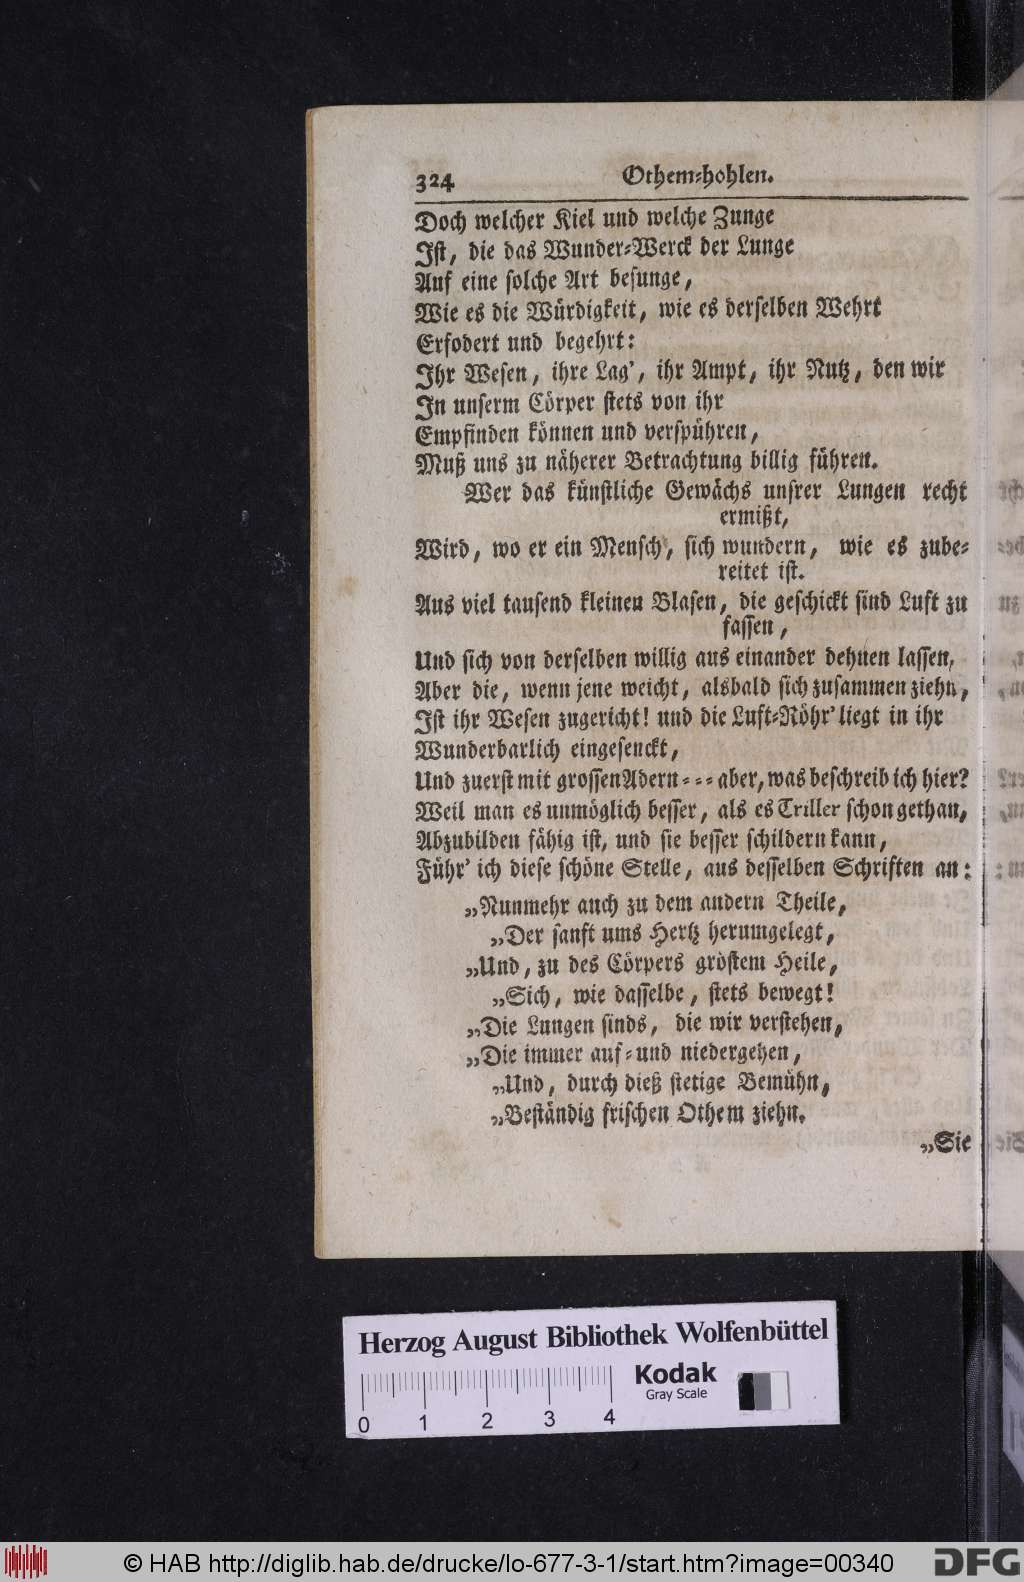 324 Othem-hohlen.
Doch welcher Kiel und welche Zunge
Ist, die das Wunder-Werck der Lunge
Auf eine solche Art besunge,
Wie es die Würdigkeit, wie es derselben Wehrt
Erfodert und begehrt:
Ihr Wesen, ihre Lag', ihr Ampt, ihr Nutz, den wir
In unserm Cörper stets von ihr
Empfinden können und verspühren,
Muß uns zu näherer Betrachtung billig führen.
Wer das künstliche Gewächs unsrer Lungen recht
ermißt,
Wird, wo er ein Mensch, sich wundern, wie es zube-
reitet ist.
Aus viel tausend kleinen Blasen, die geschickt sind Luft zu
fassen,
Und sich von derselben willig aus einander dehnen lassen,
Aber die, wenn jene weicht, alsbald sich zusammen ziehn,
Ist ihr Wesen zugericht! und die Luft-Röhr' liegt in ihr
Wunderbarlich eingesenckt,
Und zuerst mit grossen Adern - - - aber, was beschreib ich hier?
Weil man es unmöglich besser, als es Triller schon gethan,
Abzubilden fähig ist, und sie besser schildern kann,
Führ' ich diese schöne Stelle, aus desselben Schriften an:
„Nunmehr auch zu dem andern Theile,
„Der sanft ums Hertz herumgelegt,
„Und, zu des Cörpers gröstem Heile,
„Sich, wie dasselbe, stets bewegt!
„Die Lungen sinds, die wir verstehen,
„Die immer auf- und niedergehen,
„Und, durch dieß stetige Bemühn,
„Beständig frischen Othem ziehn.
„Sie
Herzog August Bibliothek Wolfenbüttel
Kodak
Gray Scale
0 1 2 3 4
© HAB http://diglib.hab.de/drucke/lo-677-3-1/start.htm?image=00340
DFG